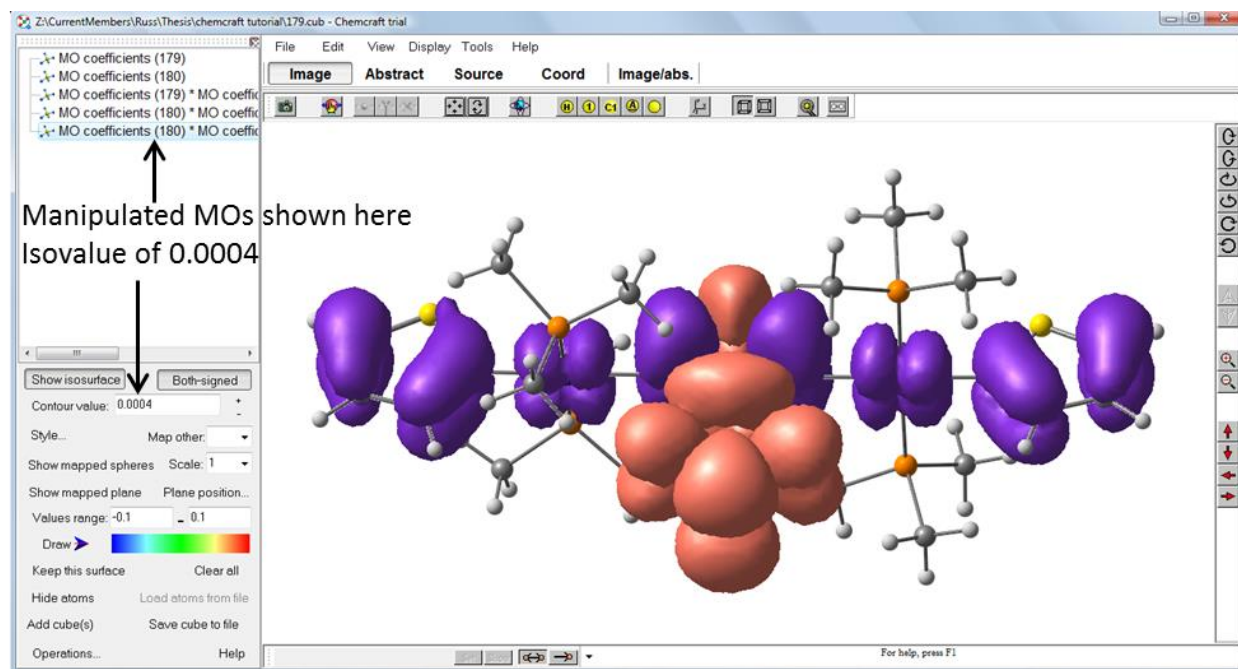 Z:\CurrentMembers\Russ\Thesis\chemcraft tutorial\179.cub - Chemcraft trial
MO coefficients (179)
MO coefficients (180)
MO coefficients (179) * MO coeffic
MO coefficients (180) * MO coeffic
MO coefficients (180) * MO coeffic
File Edit View Display Tools Help
Image Abstract Source Coord Image/abs.
H 1 C1 A
Manipulated MOs shown here
Isovalue of 0.0004
Show isosurface Both-signed
Contour value: 0.0004 + -
Style... Map other:
Show mapped spheres Scale: 1
Show mapped plane Plane position...
Values range: -0.1 - 0.1
Draw
Keep this surface Clear all
Hide atoms Load atoms from file
Add cube(s) Save cube to file
Operations... Help
For help, press F1